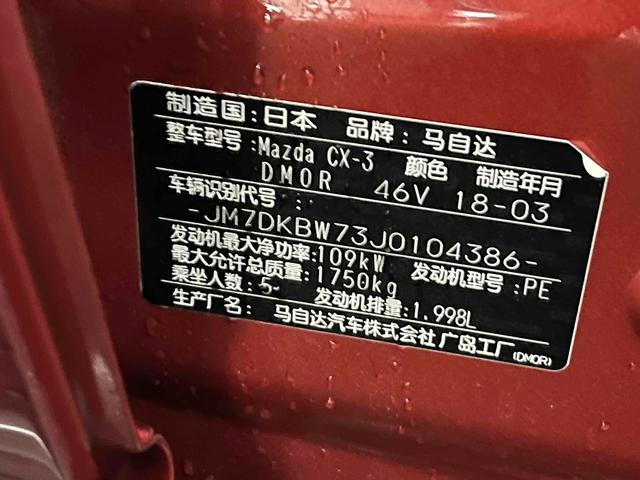 制造国:日本 品牌:马自达
整车型号:Mazda CX-3 颜色 制造年月
DMOR 46V 18-03
车辆识别代号:
-JM7DKBW73J0104386-
发动机最大净功率:109kW 发动机型号:PE
最大允许总质量:1750kg
乘坐人数:5 发动机排量:1.998L
生产厂名: 马自达汽车株式会社 广岛工厂(DMOR)